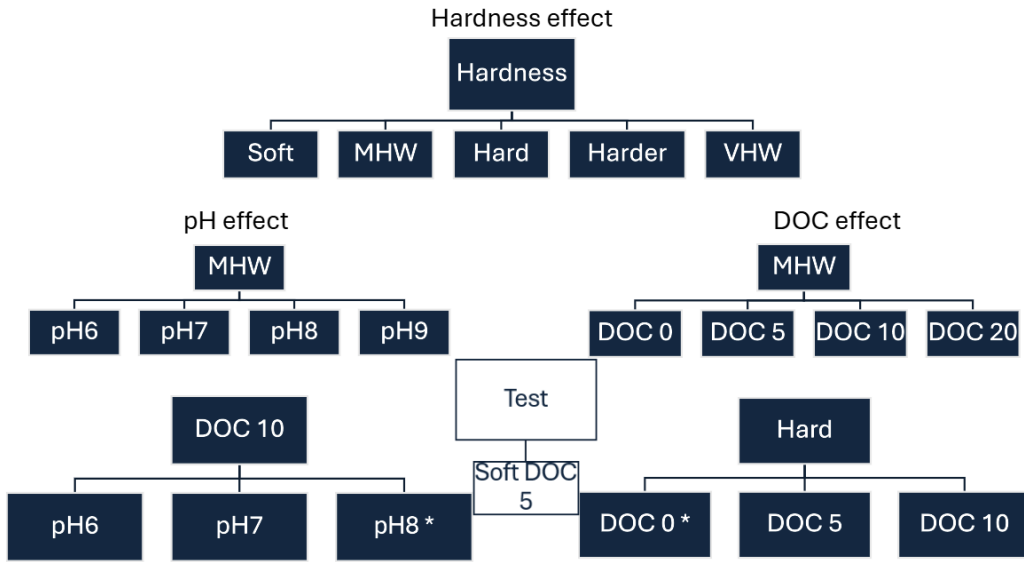 Hardness effect
Hardness
Soft
MHW
Hard
Harder
VHW
pH effect
DOC effect
MHW
MHW
pH6
pH7
pH8
pH9
DOC 0
DOC 5
DOC 10
DOC 20
Test
DOC 10
Hard
Soft DOC
5
pH6
pH7
pH8 *
DOC 0 *
DOC 5
DOC 10